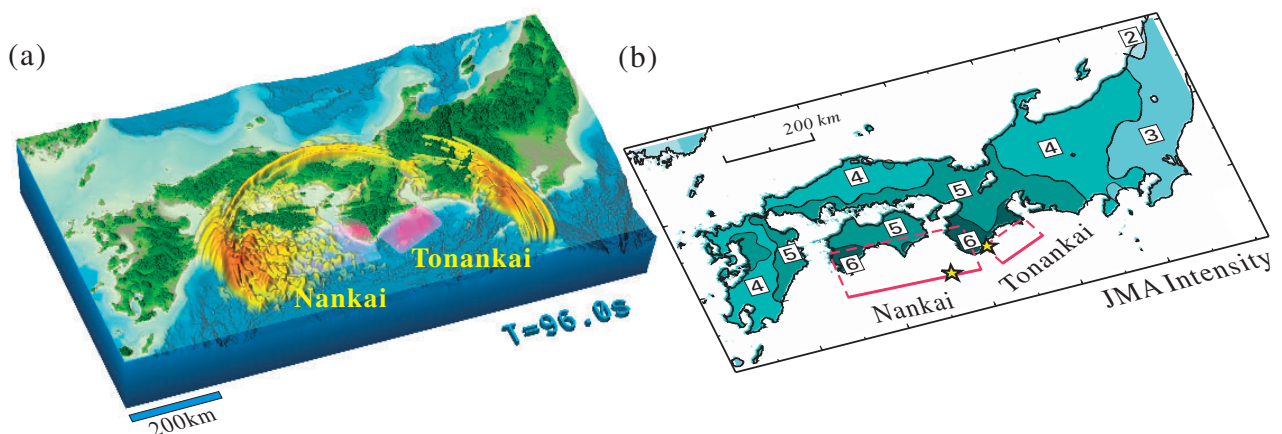 (a)
Tonankai
Nankai
T=96.0s
200km
(b)
2
200 km
3
4
4
5
5
6
5
6
4
Tonankai
Nankai
JMA Intensity